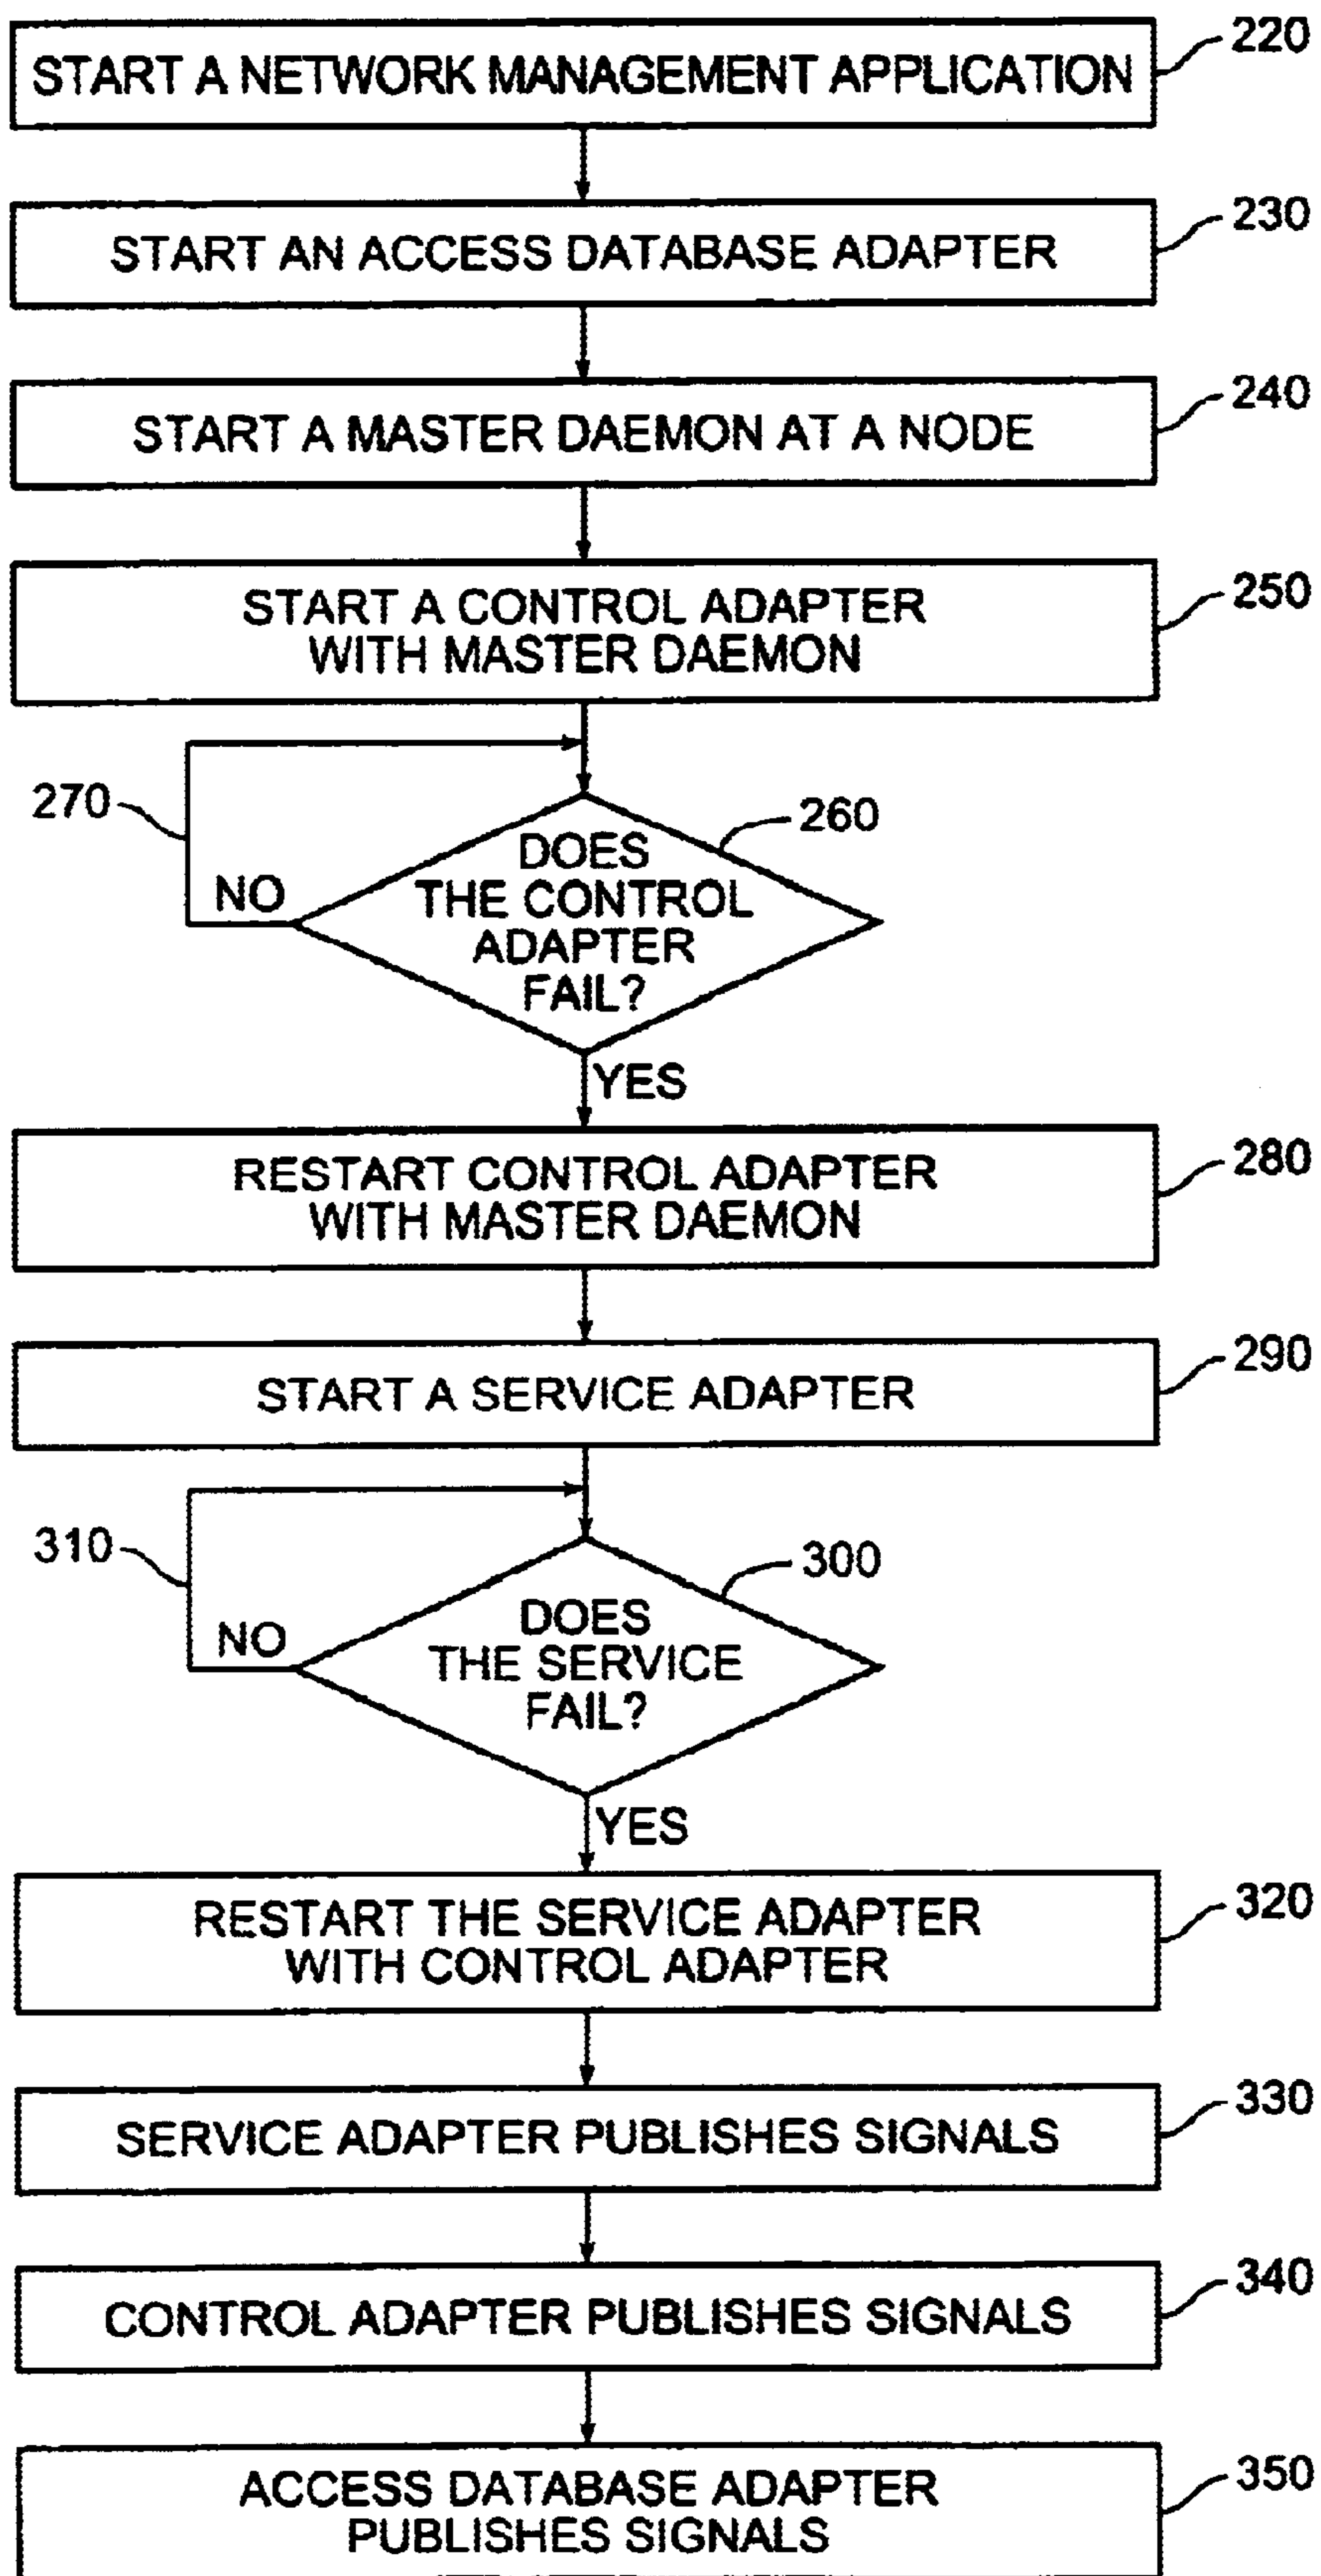 220
START A NETWORK MANAGEMENT APPLICATION
230
START AN ACCESS DATABASE ADAPTER
240
START A MASTER DAEMON AT A NODE
250
START A CONTROL ADAPTER
WITH MASTER DAEMON
270
260
DOES
THE CONTROL
ADAPTER
FAIL?
NO
YES
280
RESTART CONTROL ADAPTER
WITH MASTER DAEMON
290
START A SERVICE ADAPTER
310
300
DOES
THE SERVICE
FAIL?
NO
YES
320
RESTART THE SERVICE ADAPTER
WITH CONTROL ADAPTER
330
SERVICE ADAPTER PUBLISHES SIGNALS
340
CONTROL ADAPTER PUBLISHES SIGNALS
350
ACCESS DATABASE ADAPTER
PUBLISHES SIGNALS